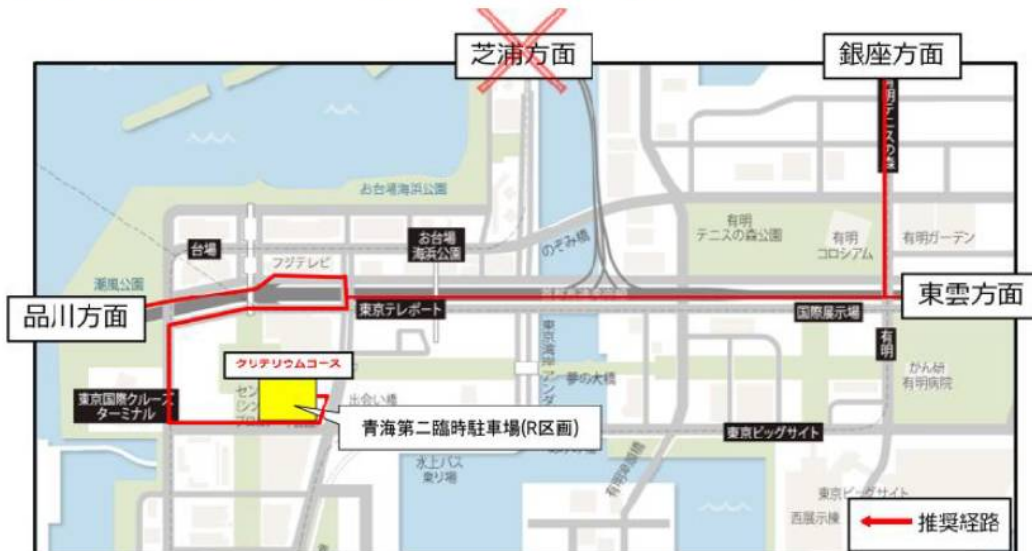 芝浦方面
銀座方面
有明テニスの森
お台場海浜公園
有明
テニスの森公園
有明
コロシアム
有明ガーデン
のぞみ橋
台場
お台場
海浜公園
フジテレビ
潮風公園
品川方面
東京テレポート
国際展示場
東雲方面
有明
クリテリウムコース
夢の大橋
がん研
有明病院
東京国際クルーズ
ターミナル
セン
出会い橋
青海第二臨時駐車場(R区画)
東京ビッグサイト
水上バス
乗り場
東京ビッグサイト
西展示棟
推奨経路